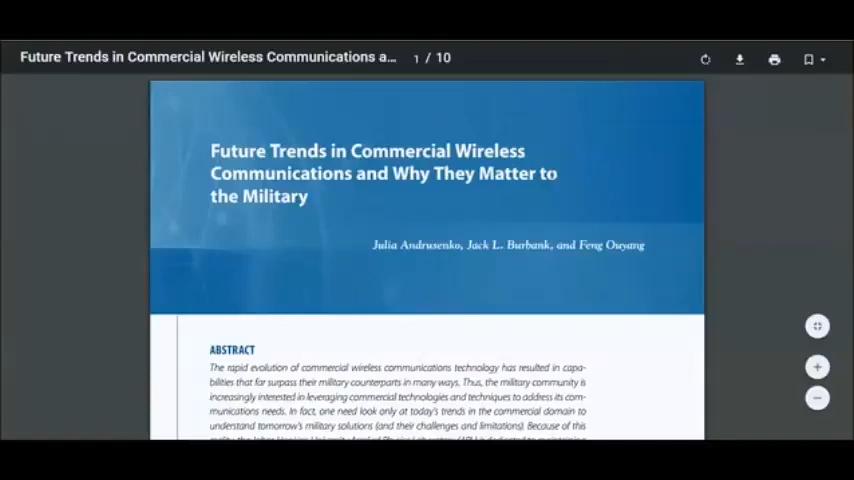 Future Trends in Commercial Wireless Communications a... 1 / 10
Future Trends in Commercial Wireless
Communications and Why They Matter to
the Military
Julia Andrusenko, Jack L. Burbank, and Feng Ouyang
ABSTRACT
The rapid evolution of commercial wireless communications technology has resulted in capa-
bilities that far surpass their military counterparts in many ways. Thus, the military community is
increasingly interested in leveraging commercial technologies and techniques to address its com-
munications needs. In fact, one need look only at today's trends in the commercial domain to
understand tomorrow's military solutions (and their challenges and limitations). Because of this